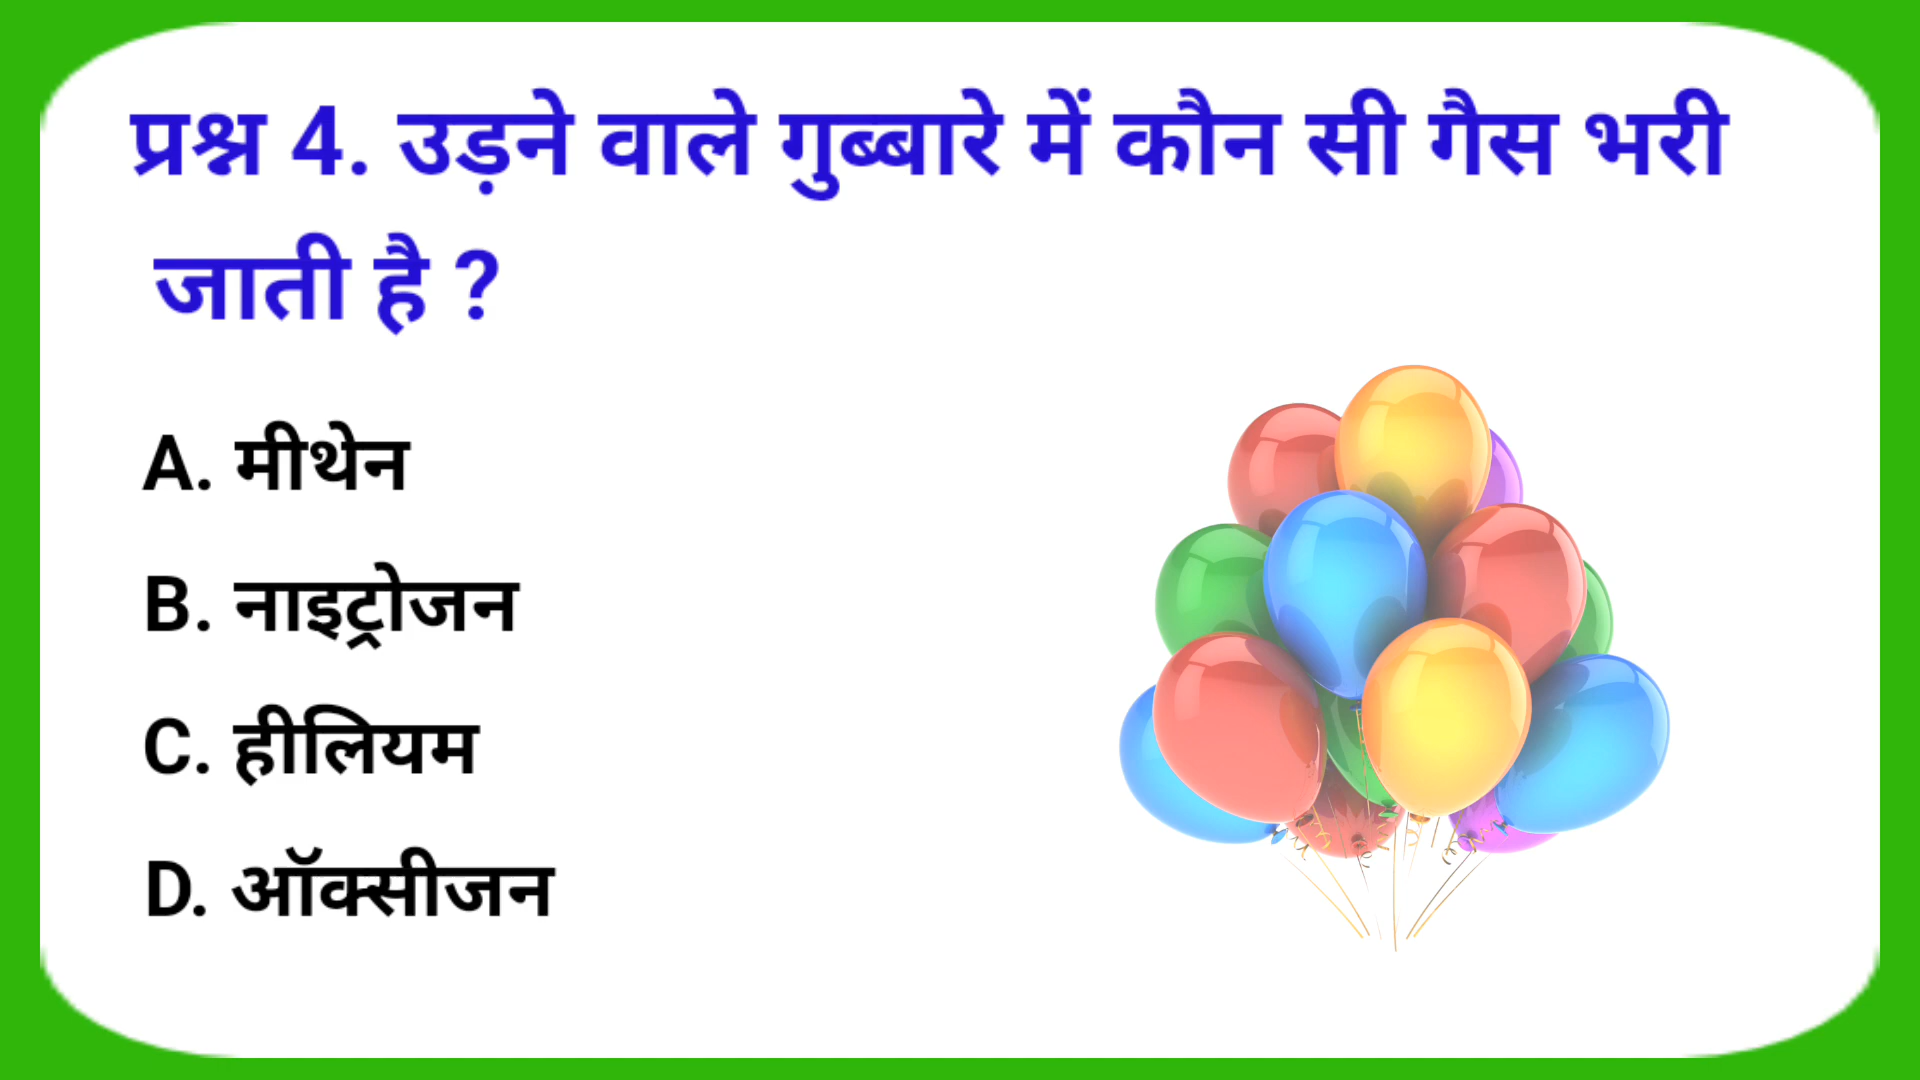 प्रश्न 4. उड़ने वाले गुब्बारे में कौन सी गैस भरी
जाती है ?
A. मीथेन
B. नाइट्रोजन
C. हीलियम
D. ऑक्सीजन